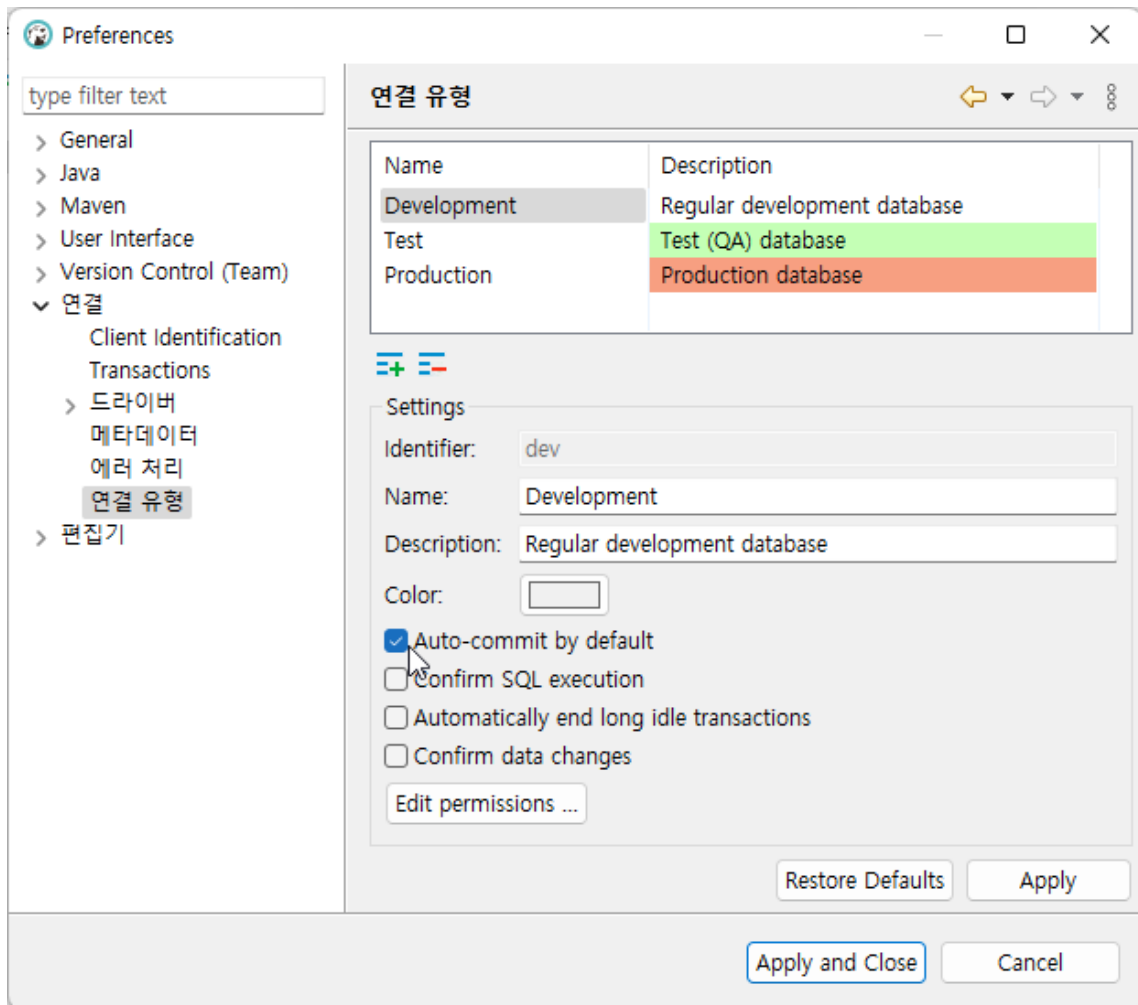 Preferences
type filter text
General
Java
Maven
User Interface
Version Control (Team)
연결
Client Identification
Transactions
드라이버
메타데이터
에러 처리
연결 유형
편집기
연결 유형
Name Description
Development Regular development database
Test Test (QA) database
Production Production database
Settings
Identifier: dev
Name: Development
Description: Regular development database
Color:
Auto-commit by default
Confirm SQL execution
Automatically end long idle transactions
Confirm data changes
Edit permissions ...
Restore Defaults Apply
Apply and Close Cancel